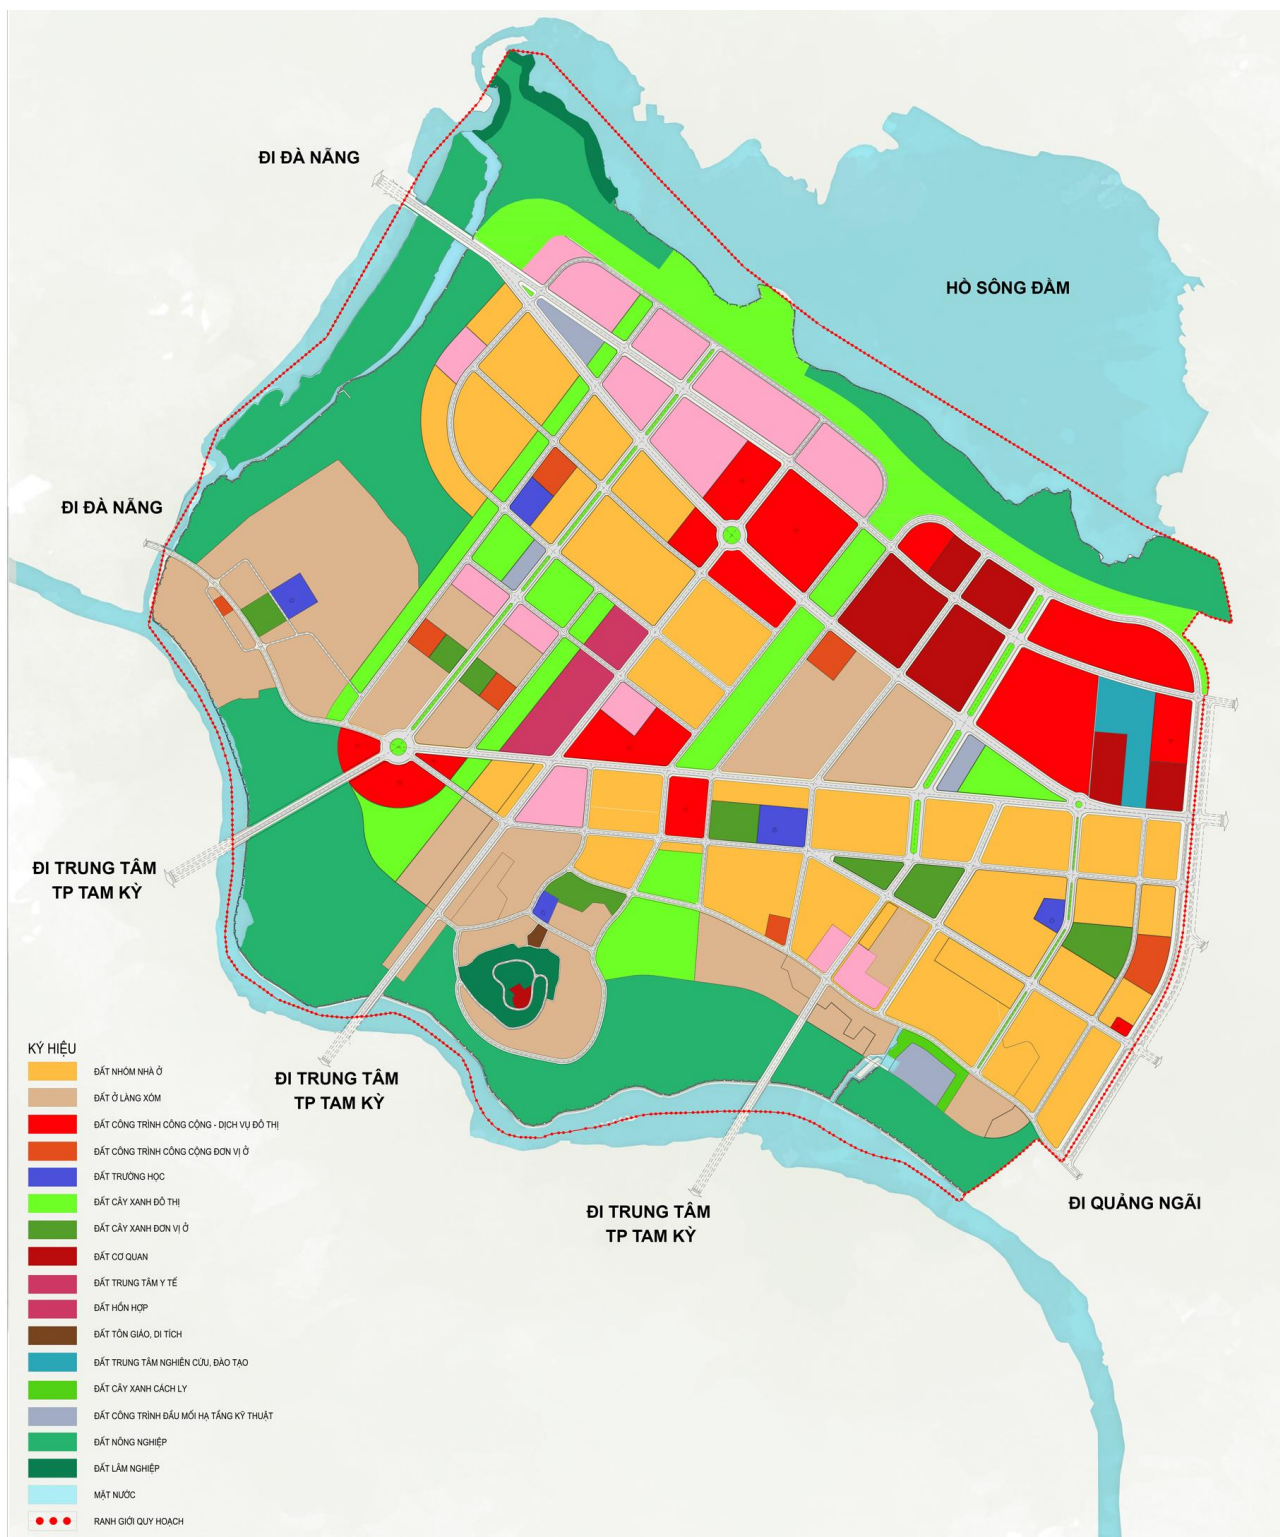 ĐI ĐÀ NẴNG
HỒ SÔNG ĐẦM
ĐI ĐÀ NẴNG
ĐI TRUNG TÂM
TP TAM KỲ
ĐI TRUNG TÂM
TP TAM KỲ
ĐI TRUNG TÂM
TP TAM KỲ
ĐI QUẢNG NGÃI
KÝ HIỆU
ĐẤT NHÓM NHÀ Ở
ĐẤT Ở LÀNG XÓM
ĐẤT CÔNG TRÌNH CÔNG CỘNG - DỊCH VỤ ĐÔ THỊ
ĐẤT CÔNG TRÌNH CÔNG CỘNG ĐƠN VỊ Ở
ĐẤT TRƯỜNG HỌC
ĐẤT CÂY XANH ĐÔ THỊ
ĐẤT CÂY XANH ĐƠN VỊ Ở
ĐẤT CƠ QUAN
ĐẤT TRUNG TÂM Y TẾ
ĐẤT HỖN HỢP
ĐẤT TÔN GIÁO, DI TÍCH
ĐẤT TRUNG TÂM NGHIÊN CỨU, ĐÀO TẠO
ĐẤT CÂY XANH CÁCH LY
ĐẤT CÔNG TRÌNH ĐẦU MỐI HẠ TẦNG KỸ THUẬT
ĐẤT NÔNG NGHIỆP
ĐẤT LÂM NGHIỆP
MẶT NƯỚC
RANH GIỚI QUY HOẠCH